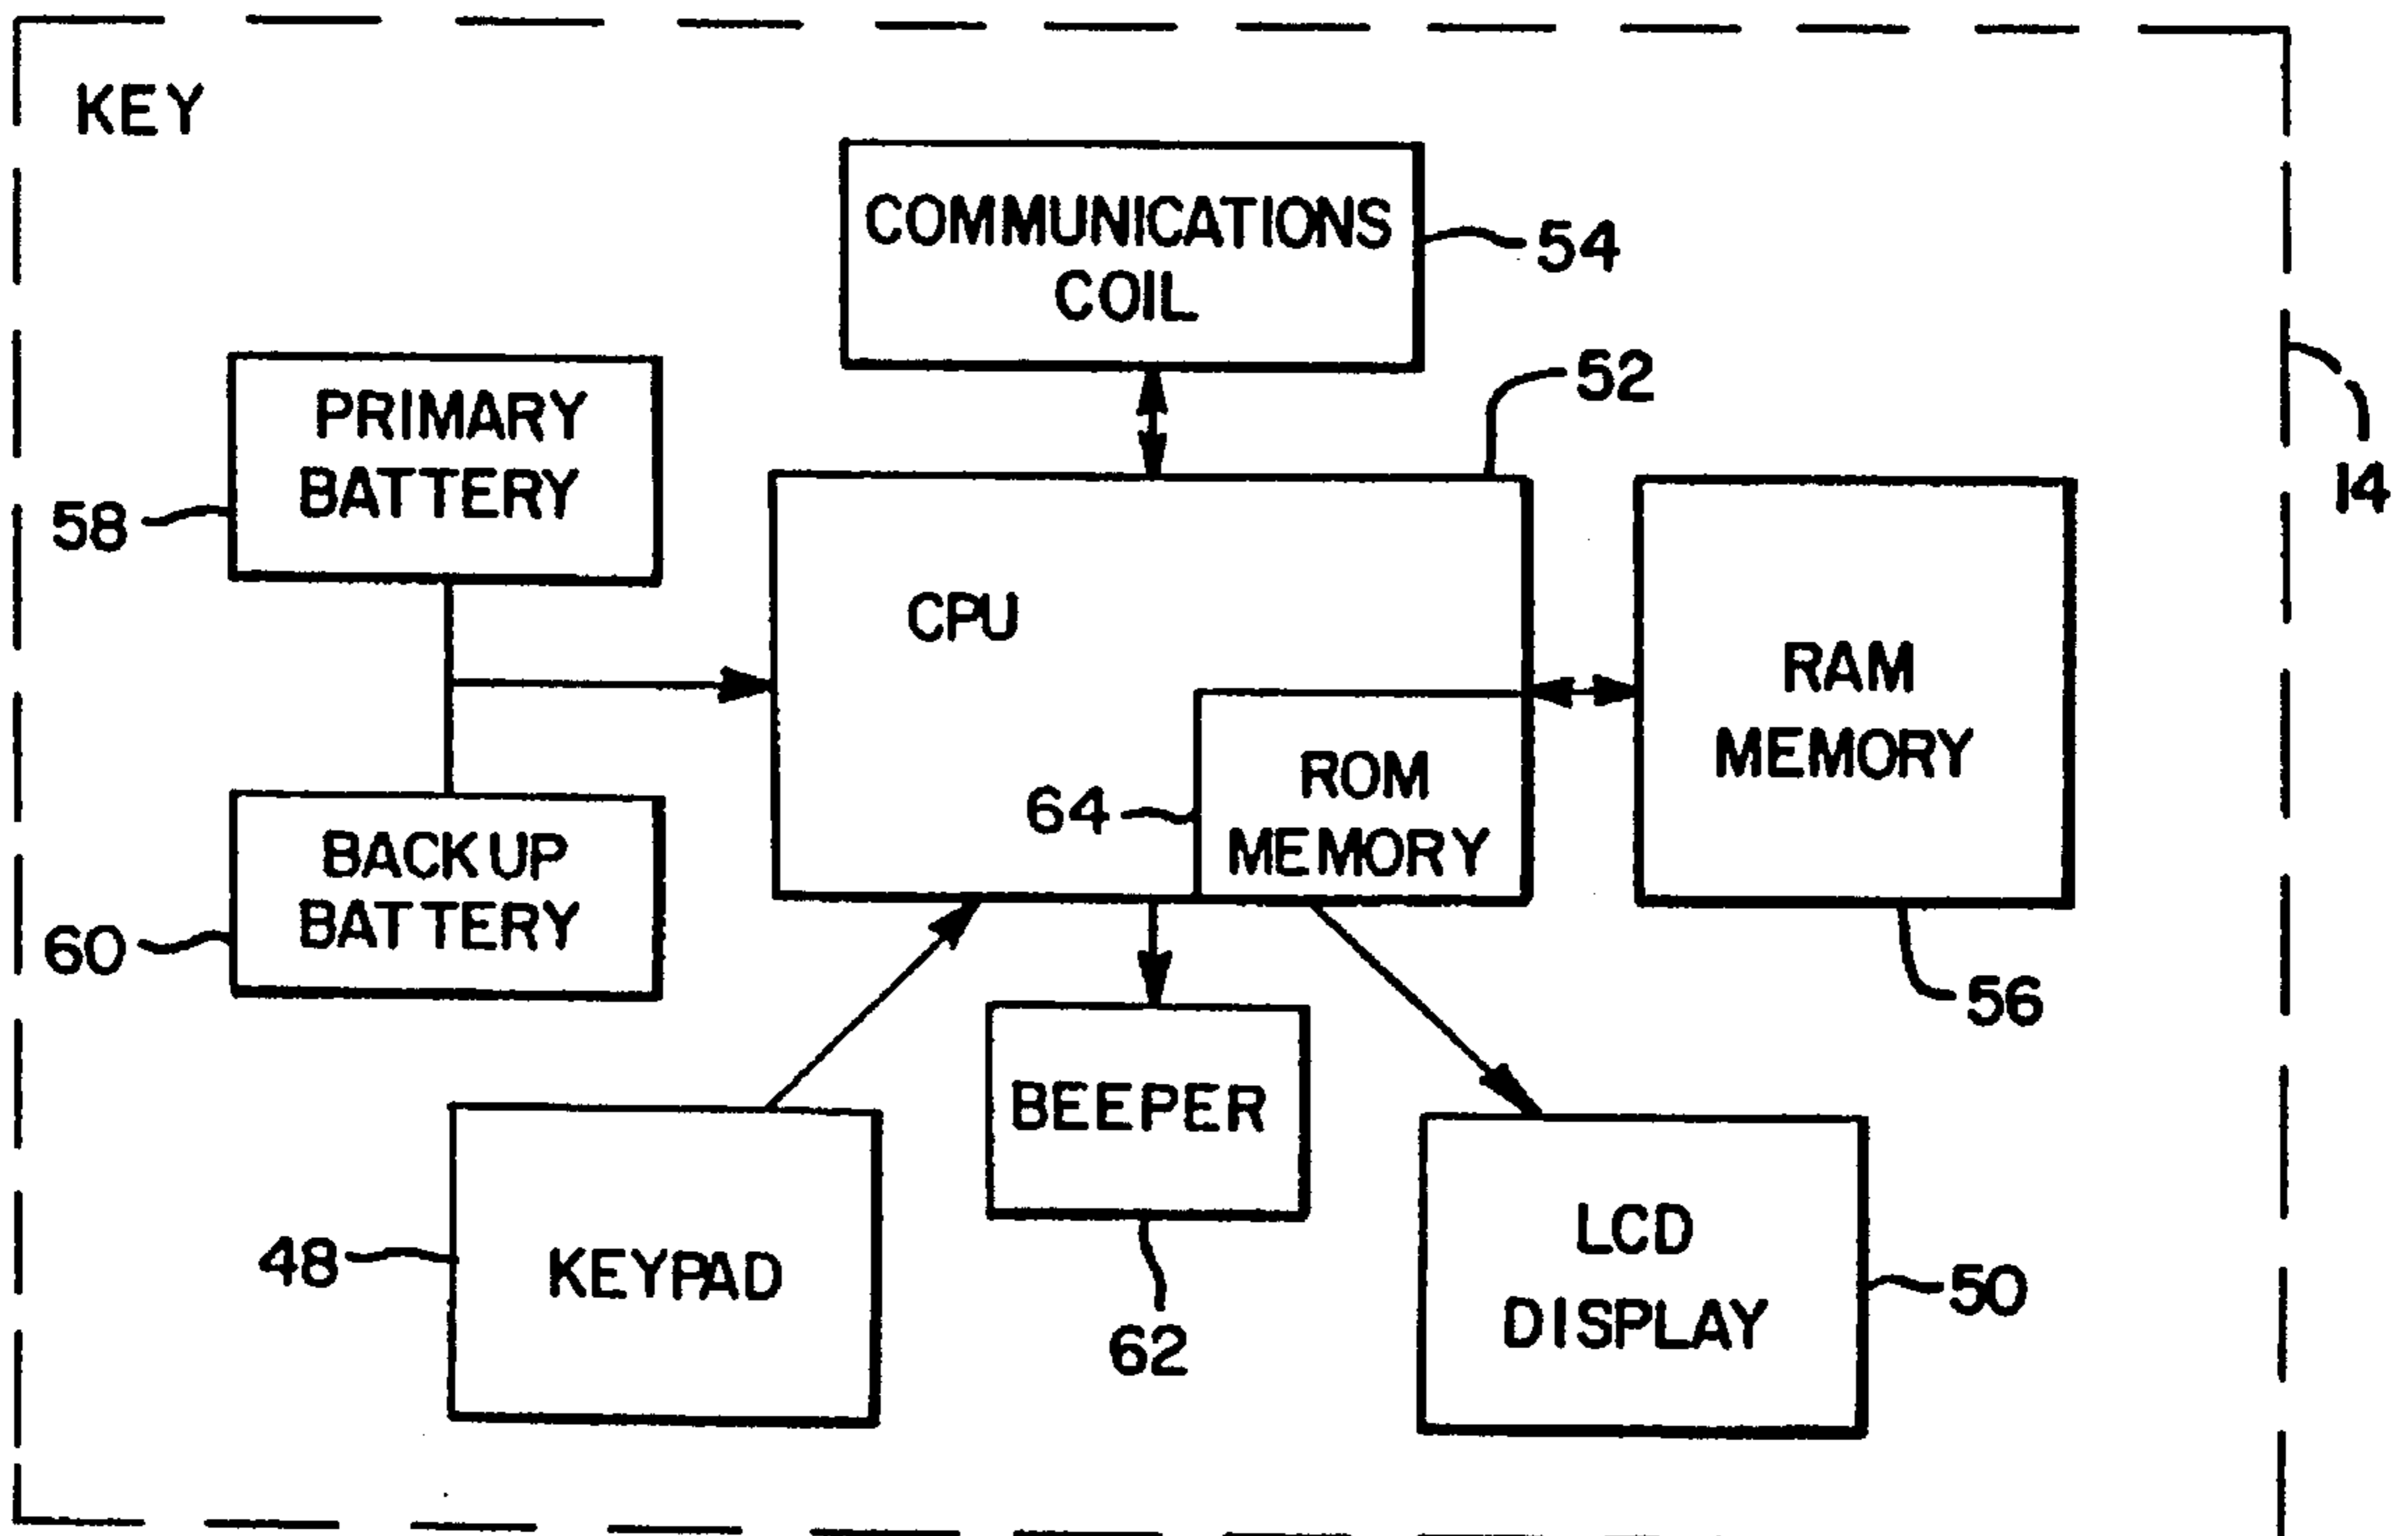 KEY
COMMUNICATIONS
COIL
54
52
14
PRIMARY
BATTERY
58
CPU
RAM
MEMORY
56
ROM
MEMORY
64
BACKUP
BATTERY
60
BEEPER
62
KEYPAD
48
LCD
DISPLAY
50